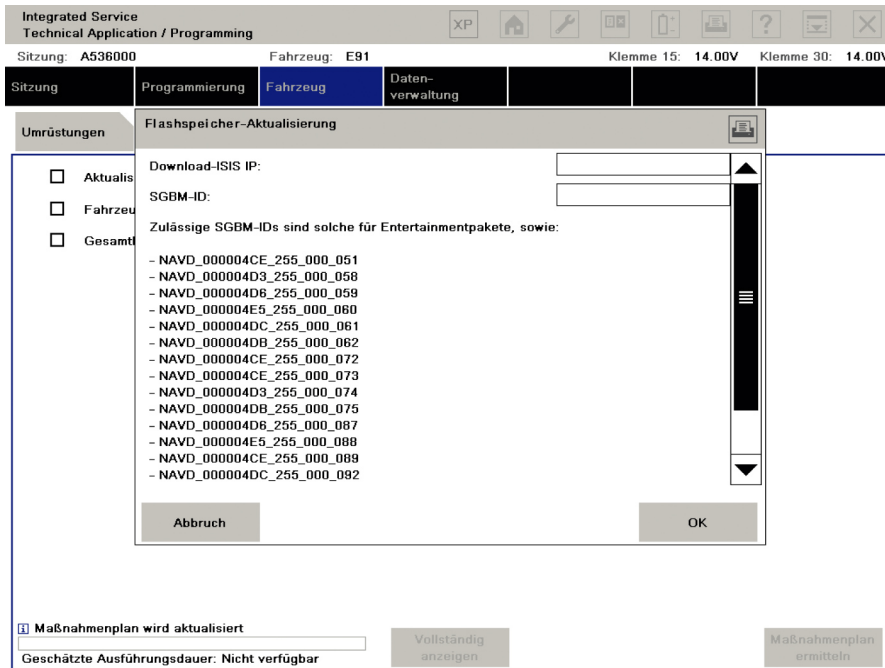 Integrated Service
Technical Application / Programming
XP
?
Sitzung: A536000 Fahrzeug: E91 Klemme 15: 14.00V Klemme 30: 14.00V
Sitzung Programmierung Fahrzeug Daten-
verwaltung
Umrüstungen
Flashspeicher-Aktualisierung
Aktualis
Fahrzeu
Gesamt
Download-ISIS IP:
SGBM-ID:
Zulässige SGBM-IDs sind solche für Entertainmentpakete, sowie:
- NAVD_000004CE_255_000_051
- NAVD_000004D3_255_000_058
- NAVD_000004D6_255_000_059
- NAVD_000004E5_255_000_060
- NAVD_000004DC_255_000_061
- NAVD_000004DB_255_000_062
- NAVD_000004CE_255_000_072
- NAVD_000004CE_255_000_073
- NAVD_000004D3_255_000_074
- NAVD_000004DB_255_000_075
- NAVD_000004D6_255_000_087
- NAVD_000004E5_255_000_088
- NAVD_000004CE_255_000_089
- NAVD_000004DC_255_000_092
Abbruch OK
Maßnahmenplan wird aktualisiert
Geschätzte Ausführungsdauer: Nicht verfügbar
Vollständig
anzeigen
Maßnahmenplan
ermitteln